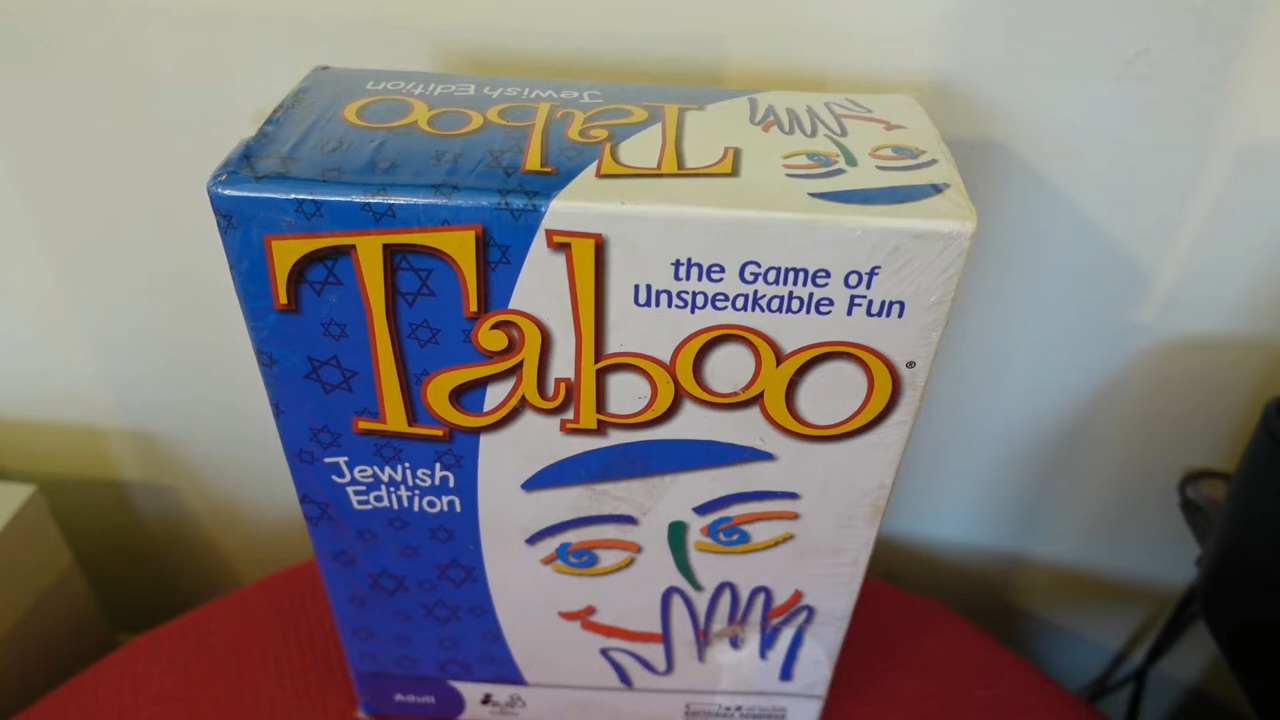 Jewish Edition
Taboo
the Game of
Unspeakable Fun
Taboo®
Jewish
Edition
Adult